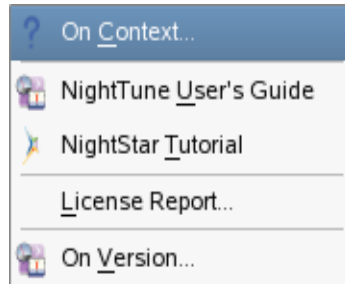 On Context...
NightTune User's Guide
NightStar Tutorial
License Report...
On Version...